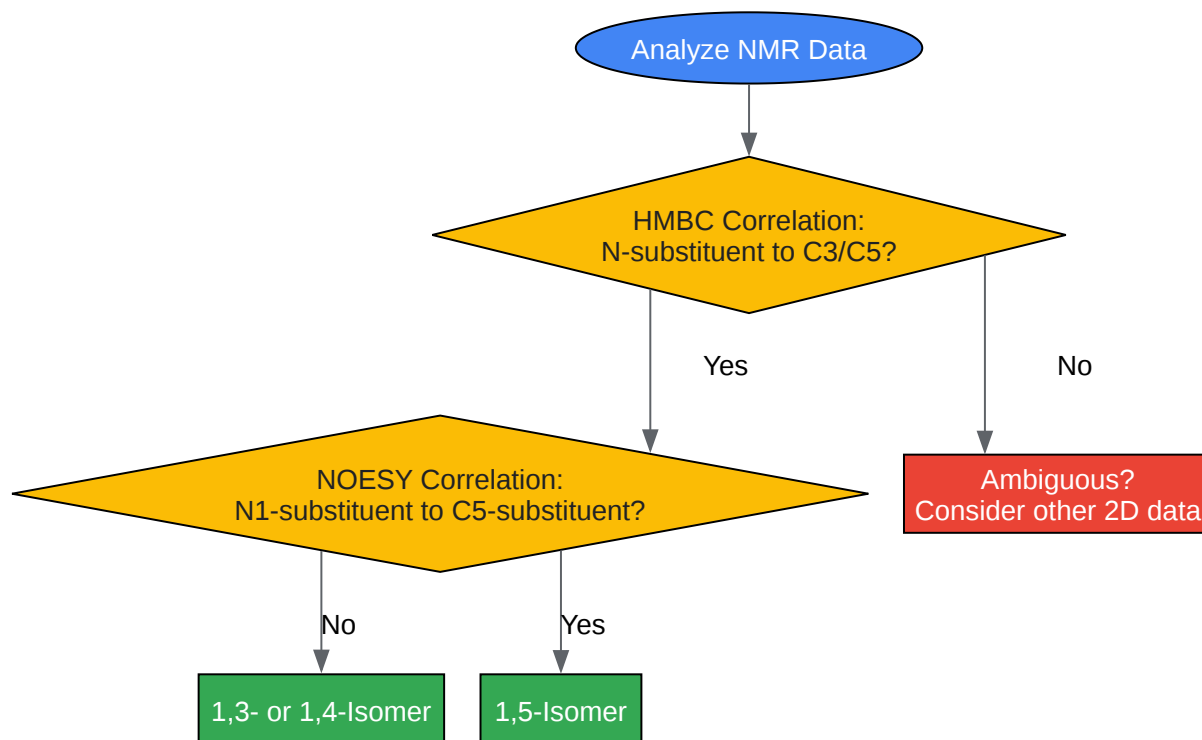 Analyze NMR Data
HMBC Correlation:
N-substituent to C3/C5?
Yes
No
NOESY Correlation:
N1-substituent to C5-substituent?
Ambiguous?
Consider other 2D data
No
Yes
1,3- or 1,4-Isomer
1,5-Isomer